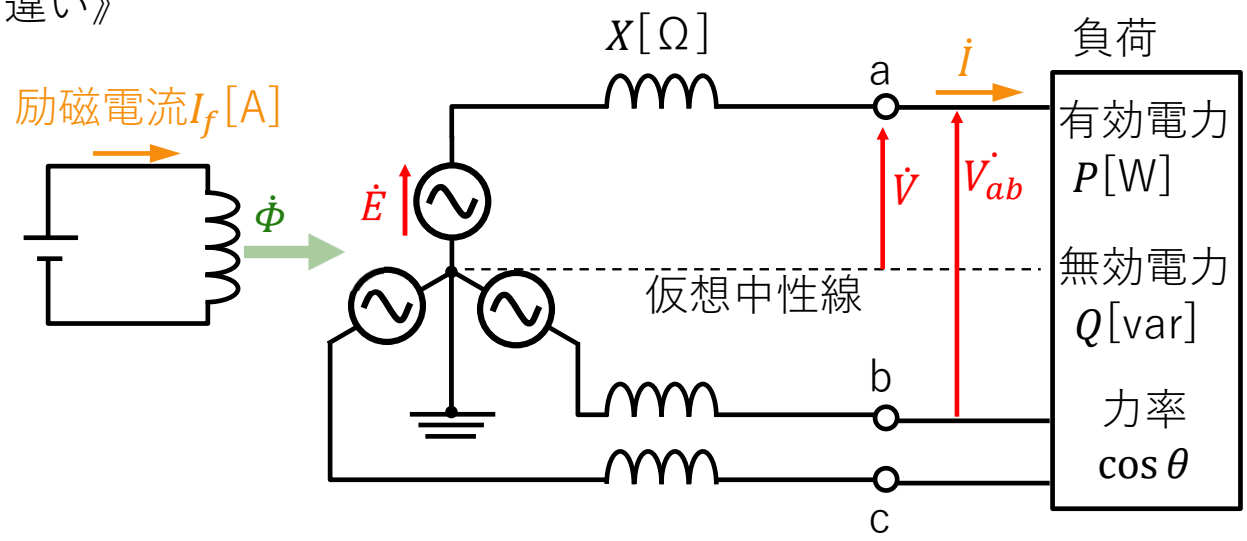 違い》
励磁電流I_f[A]
Φ̇
Ė
X[Ω]
a
İ
V̇
V̇_ab
仮想中性線
b
c
負荷
有効電力
P[W]
無効電力
Q[var]
力率
cos θ